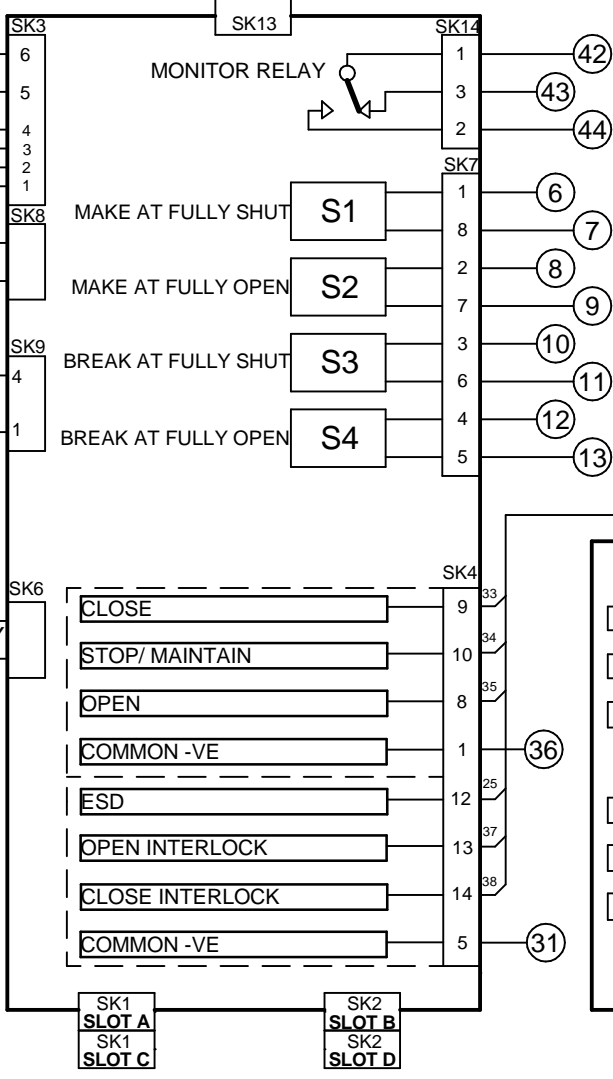 SK13
SK3
SK14
6
MONITOR RELAY
1
42
5
3
43
4
2
44
3
2
1
SK7
SK8
MAKE AT FULLY SHUT
S1
1
6
8
7
MAKE AT FULLY OPEN
S2
2
8
7
9
SK9
4
BREAK AT FULLY SHUT
S3
3
10
6
11
1
BREAK AT FULLY OPEN
S4
4
12
5
13
SK4
SK6
CLOSE
9
33
STOP/ MAINTAIN
10
34
OPEN
8
35
COMMON -VE
1
36
ESD
12
25
OPEN INTERLOCK
13
37
CLOSE INTERLOCK
14
38
COMMON -VE
5
31
SK1
SLOT A
SK1
SLOT C
SK2
SLOT B
SK2
SLOT D